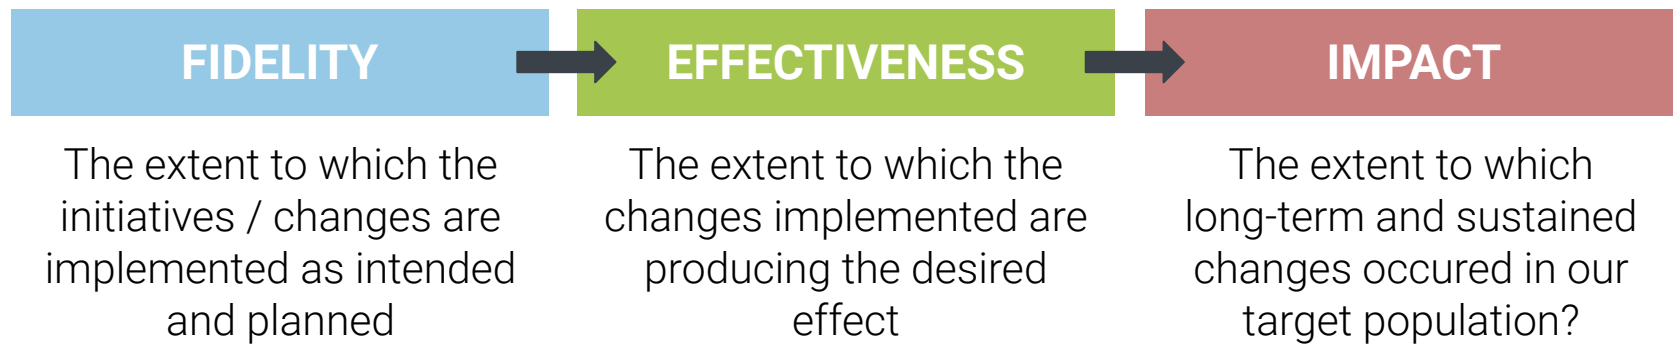 FIDELITY
The extent to which the
initiatives / changes are
implemented as intended
and planned
EFFECTIVENESS
The extent to which the
changes implemented are
producing the desired
effect
IMPACT
The extent to which
long-term and sustained
changes occured in our
target population?